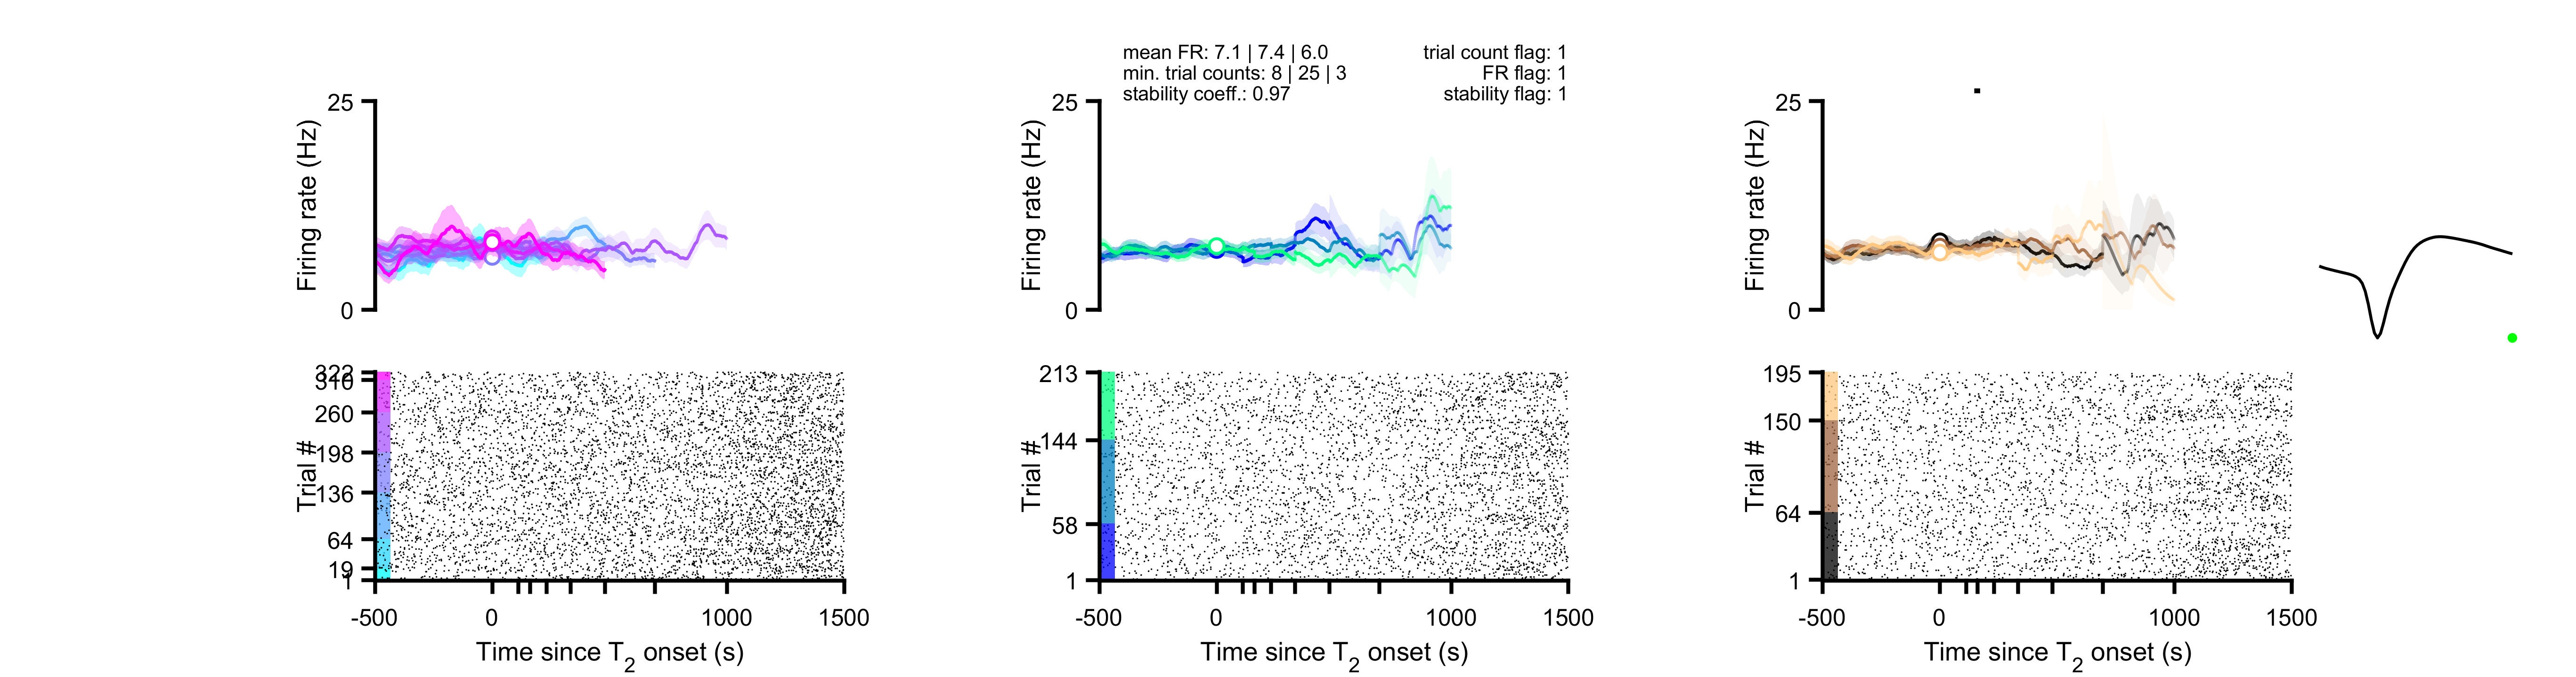 mean FR: 7.1 | 7.4 | 6.0
min. trial counts: 8 | 25 | 3
stability coeff.: 0.97
trial count flag: 1
FR flag: 1
stability flag: 1
25
Firing rate (Hz)
0
25
Firing rate (Hz)
0
25
Firing rate (Hz)
0
322
260
198
136
64
19
1
Trial #
-500 0 1000 1500
Time since T2 onset (s)
213
144
58
1
Trial #
-500 0 1000 1500
Time since T2 onset (s)
195
150
64
1
Trial #
-500 0 1000 1500
Time since T2 onset (s)